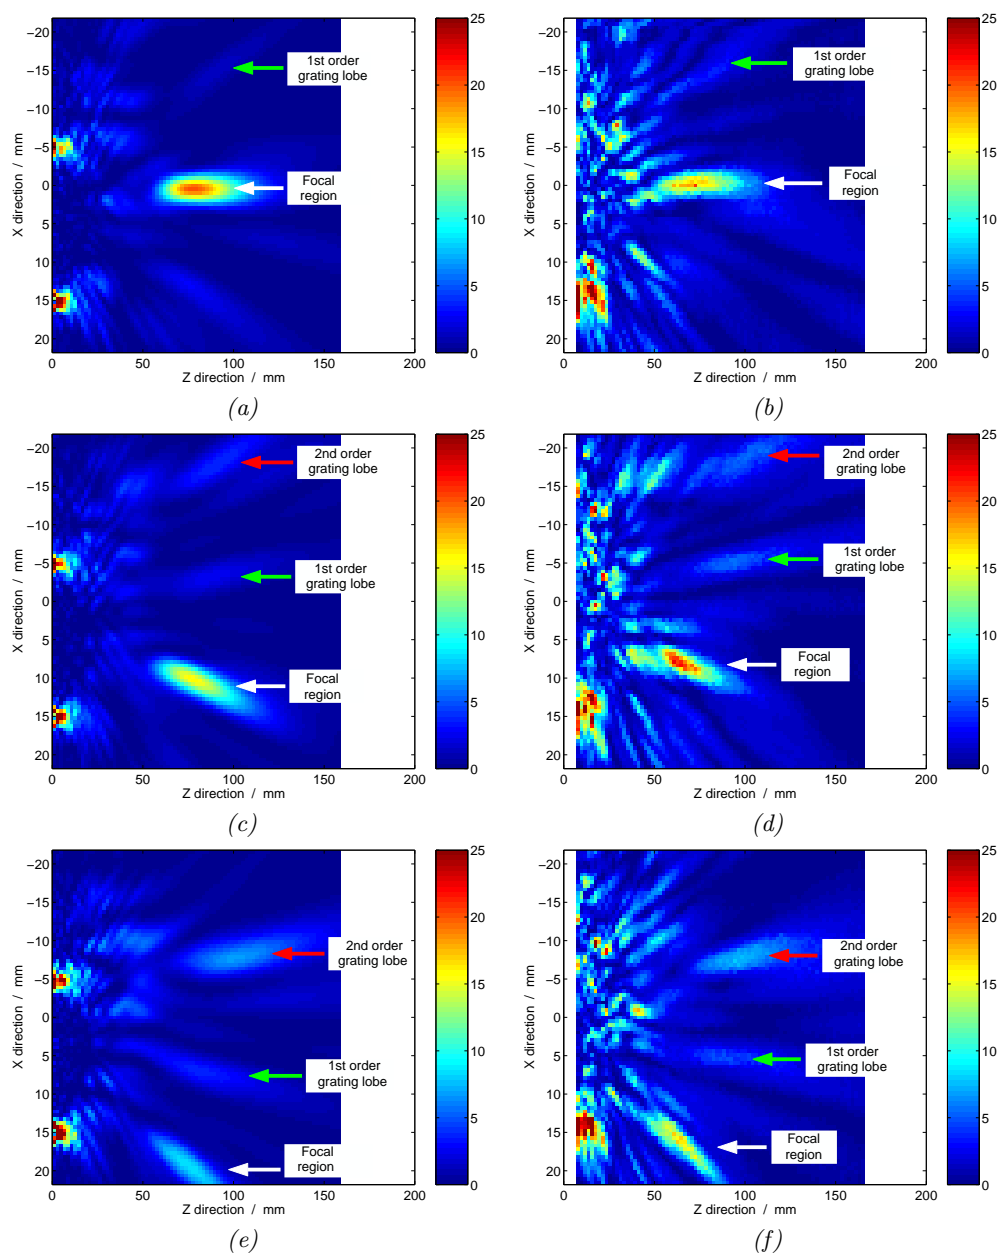 −20
−15
−10
−5
0
5
10
15
20
X direction / mm
0
50
100
150
200
Z direction / mm
25
20
15
10
5
0
1st order
grating lobe
Focal
region
(a)
−20
−15
−10
−5
0
5
10
15
20
X direction / mm
0
50
100
150
200
Z direction / mm
25
20
15
10
5
0
1st order
grating lobe
Focal
region
(b)
−20
−15
−10
−5
0
5
10
15
20
X direction / mm
0
50
100
150
200
Z direction / mm
25
20
15
10
5
0
2nd order
grating lobe
1st order
grating lobe
Focal
region
(c)
−20
−15
−10
−5
0
5
10
15
20
X direction / mm
0
50
100
150
200
Z direction / mm
25
20
15
10
5
0
2nd order
grating lobe
1st order
grating lobe
Focal
region
(d)
−20
−15
−10
−5
0
5
10
15
20
X direction / mm
0
50
100
150
200
Z direction / mm
25
20
15
10
5
0
2nd order
grating lobe
1st order
grating lobe
Focal
region
(e)
−20
−15
−10
−5
0
5
10
15
20
X direction / mm
0
50
100
150
200
Z direction / mm
25
20
15
10
5
0
2nd order
grating lobe
1st order
grating lobe
Focal
region
(f)